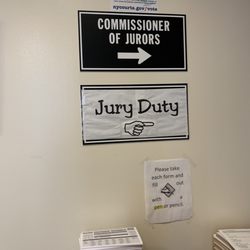 nycourts.gov/vote
COMMISSIONER
OF JURORS
Jury Duty
Please take
each form and
fill out
with a
pen or pencil.